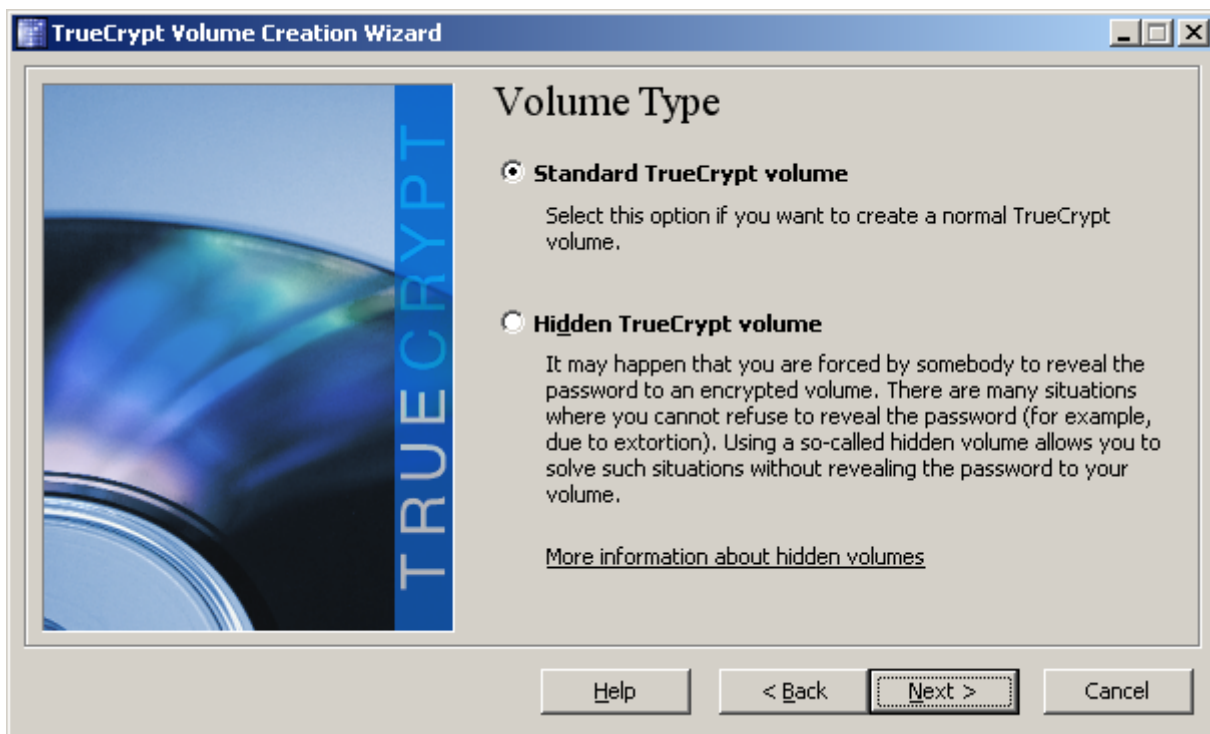 TrueCrypt Volume Creation Wizard
TRUECRYPT
Volume Type
Standard TrueCrypt volume
Select this option if you want to create a normal TrueCrypt
volume.
Hidden TrueCrypt volume
It may happen that you are forced by somebody to reveal the
password to an encrypted volume. There are many situations
where you cannot refuse to reveal the password (for example,
due to extortion). Using a so-called hidden volume allows you to
solve such situations without revealing the password to your
volume.
More information about hidden volumes
Help
< Back
Next >
Cancel